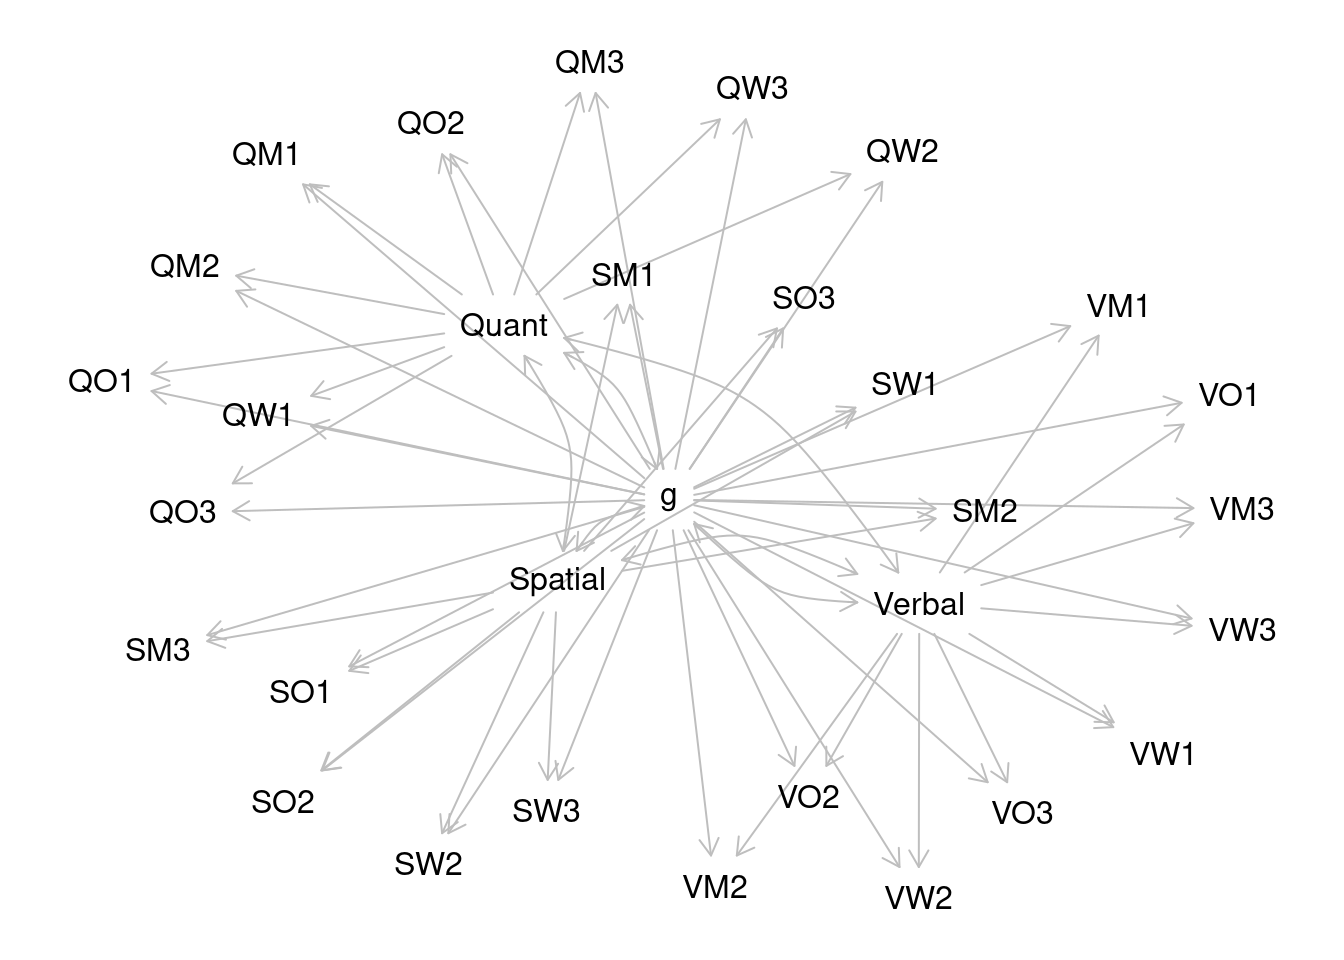 QM3
QW3
QO2
QW2
QM1
QM2
SM1
SO3
VM1
Quant
QO1
SW1
VO1
QW1
g
QO3
SM2
VM3
Spatial
Verbal
VW3
SM3
SO1
VW1
VO2
SO2
SW3
VO3
SW2
VM2
VW2